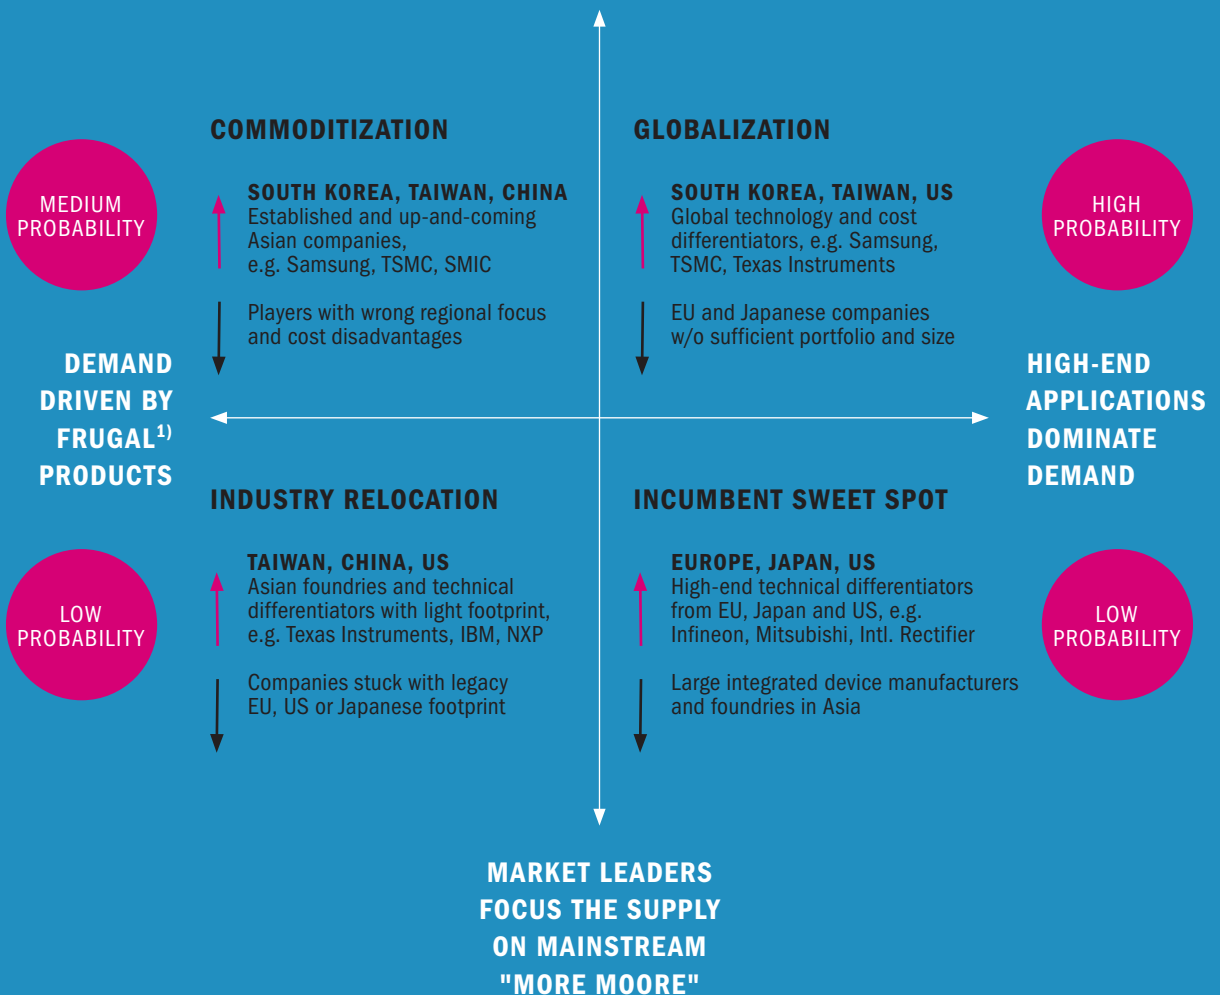 COMMODITIZATION
SOUTH KOREA, TAIWAN, CHINA
Established and up-and-coming
Asian companies,
e.g. Samsung, TSMC, SMIC
Players with wrong regional focus
and cost disadvantages
MEDIUM
PROBABILITY
GLOBALIZATION
SOUTH KOREA, TAIWAN, US
Global technology and cost
differentiators, e.g. Samsung,
TSMC, Texas Instruments
EU and Japanese companies
w/o sufficient portfolio and size
HIGH
PROBABILITY
DEMAND
DRIVEN BY
FRUGAL1)
PRODUCTS
HIGH-END
APPLICATIONS
DOMINATE
DEMAND
INDUSTRY RELOCATION
TAIWAN, CHINA, US
Asian foundries and technical
differentiators with light footprint,
e.g. Texas Instruments, IBM, NXP
Companies stuck with legacy
EU, US or Japanese footprint
LOW
PROBABILITY
INCUMBENT SWEET SPOT
EUROPE, JAPAN, US
High-end technical differentiators
from EU, Japan and US, e.g.
Infineon, Mitsubishi, Intl. Rectifier
Large integrated device manufacturers
and foundries in Asia
LOW
PROBABILITY
MARKET LEADERS
FOCUS THE SUPPLY
ON MAINSTREAM
"MORE MOORE"